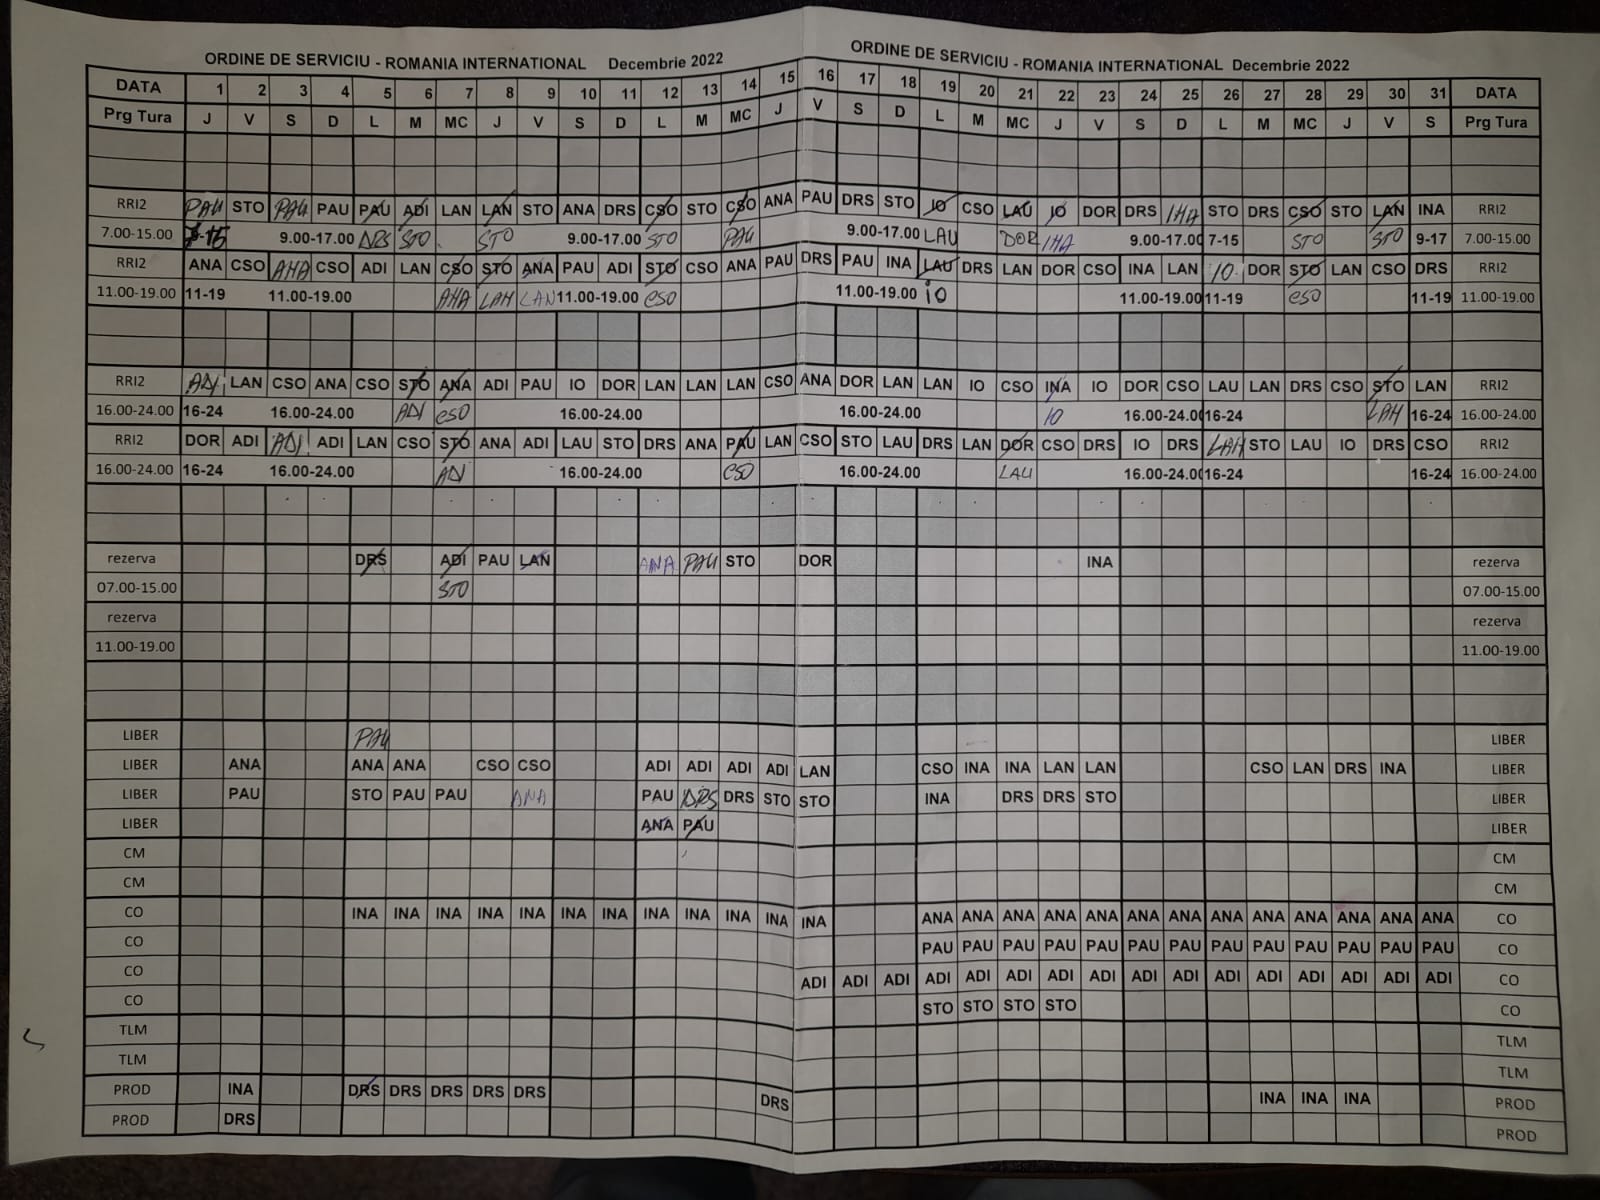 ORDINE DE SERVICIU - ROMANIA INTERNATIONAL Decembrie 2022 ORDINE DE SERVICIU - ROMANIA INTERNATIONAL Decembrie 2022
DATA 1 2 3 4 5 6 7 8 9 10 11 12 13 14 15 16 17 18 19 20 21 22 23 24 25 26 27 28 29 30 31 DATA
Prg Tura J V S D L M MC J V S D L M MC J V S D L M MC J V S D L M MC J V S Prg Tura
RRI2 PAU STO PAU PAU PAU ADI LAN LAN STO ANA DRS CSO STO CSO ANA PAU DRS STO IO CSO LAU IO DOR DRS INA STO DRS CSO STO LAN INA RRI2
7.00-15.00 7-15 9.00-17.00 DRS STO STO 9.00-17.00 STO PAU 9.00-17.00 LAU DOR INA 9.00-17.00 7-15 STO STO 9-17 7.00-15.00
RRI2 ANA CSO ANA CSO ADI LAN CSO STO ANA PAU ADI STO CSO ANA PAU DRS PAU INA LAU DRS LAN DOR CSO INA LAN IO DOR STO LAN CSO DRS RRI2
11.00-19.00 11-19 11.00-19.00 ANA LAN LAN 11.00-19.00 CSO 11.00-19.00 io 11.00-19.00 11-19 CSO 11-19 11.00-19.00
RRI2 ADI LAN CSO ANA CSO STO ANA ADI PAU IO DOR LAN LAN LAN CSO ANA DOR LAN LAN IO CSO INA IO DOR CSO LAU LAN DRS CSO STO LAN RRI2
16.00-24.00 16-24 16.00-24.00 ADI CSO 16.00-24.00 16.00-24.00 IO 16.00-24.00 16-24 LAN 16-24 16.00-24.00
RRI2 DOR ADI ADI ADI LAN CSO STO ANA ADI LAU STO DRS ANA PAU LAN CSO STO LAU DRS LAN DOR CSO DRS IO DRS LAN STO LAU IO DRS CSO RRI2
16.00-24.00 16-24 16.00-24.00 ADI 16.00-24.00 CSO 16.00-24.00 LAU 16.00-24.00 16-24 16-24 16.00-24.00
rezerva DRS ADI PAU LAN ANA PAU STO DOR INA rezerva
07.00-15.00 STO 07.00-15.00
rezerva rezerva
11.00-19.00 11.00-19.00
LIBER PAU LIBER
LIBER ANA ANA ANA CSO CSO ADI ADI ADI ADI LAN CSO INA INA LAN LAN CSO LAN DRS INA LIBER
LIBER PAU STO PAU PAU ANA PAU DRS DRS STO STO INA DRS DRS STO LIBER
LIBER ANA PAU LIBER
CM CM
CM CM
CO INA INA INA INA INA INA INA INA INA INA INA INA ANA ANA ANA ANA ANA ANA ANA ANA ANA ANA ANA ANA ANA CO
CO PAU PAU PAU PAU PAU PAU PAU PAU PAU PAU PAU PAU PAU CO
CO ADI ADI ADI ADI ADI ADI ADI ADI ADI ADI ADI ADI ADI ADI ADI ADI CO
CO STO STO STO STO CO
TLM TLM
TLM TLM
PROD INA DRS DRS DRS DRS DRS DRS INA INA INA PROD
PROD DRS PROD